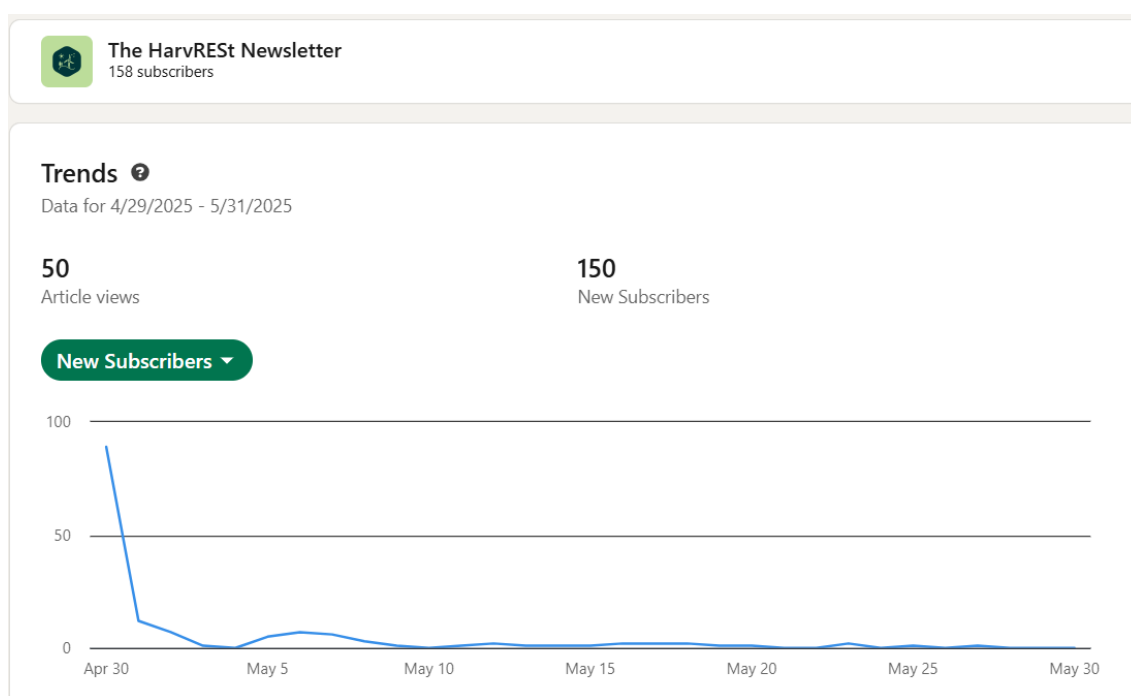 The HarvRESt Newsletter
158 subscribers
Trends ?
Data for 4/29/2025 - 5/31/2025
50
Article views
150
New Subscribers
New Subscribers
100
50
0
Apr 30 May 5 May 10 May 15 May 20 May 25 May 30